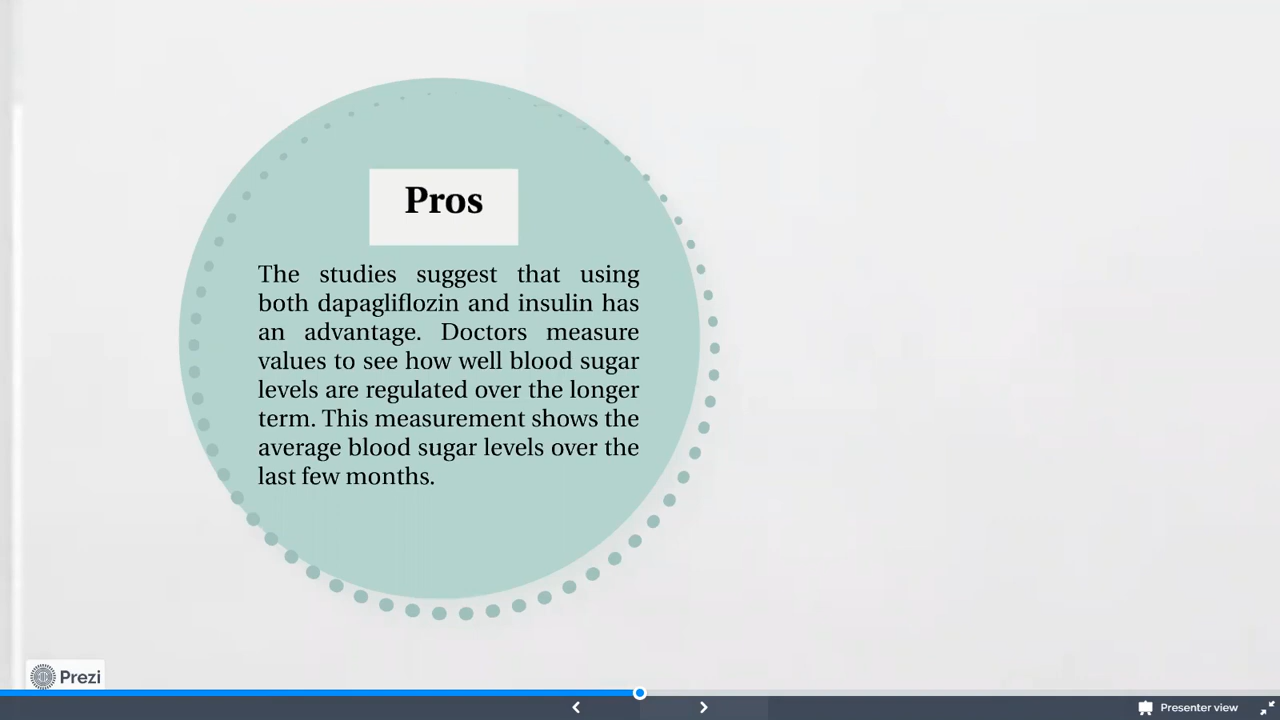 Pros
The studies suggest that using
both dapagliflozin and insulin has
an advantage. Doctors measure
values to see how well blood sugar
levels are regulated over the longer
term. This measurement shows the
average blood sugar levels over the
last few months.
Prezi
Presenter view